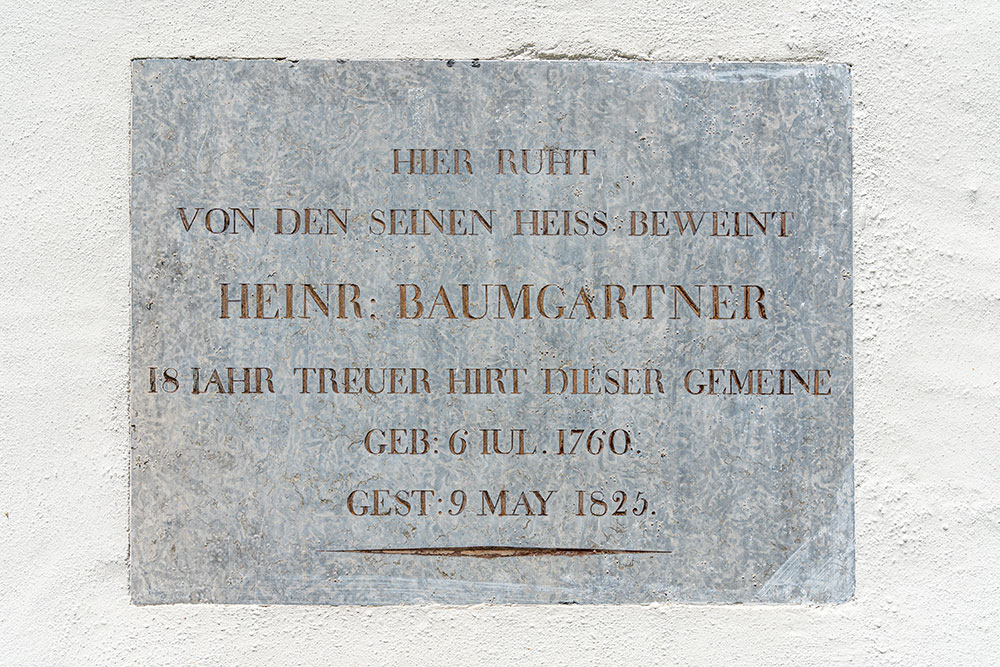 HIER RUHT
VON DEN SEINEN HEISS BEWEINT
HEINR: BAUMGARTNER
18 IAHR TREUER HIRT DIESER GEMEINE
GEB: 6 IUL. 1760.
GEST: 9 MAY 1825.